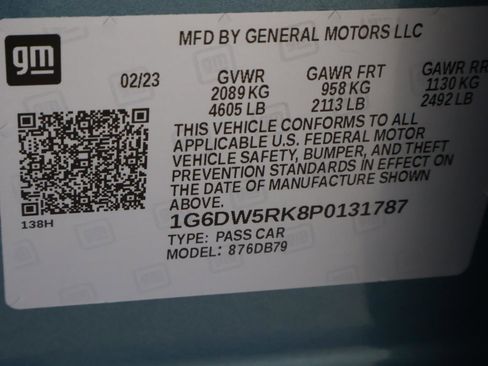 gm
MFD BY GENERAL MOTORS LLC
02/23 GVWR GAWR FRT GAWR RR
2089 KG 958 KG 1130 KG
4605 LB 2113 LB 2492 LB
THIS VEHICLE CONFORMS TO ALL
APPLICABLE U.S. FEDERAL MOTOR
VEHICLE SAFETY, BUMPER, AND THEFT
PREVENTION STANDARDS IN EFFECT ON
THE DATE OF MANUFACTURE SHOWN
ABOVE.
138H
1G6DW5RK8P0131787
TYPE: PASS CAR
MODEL: 876DB79